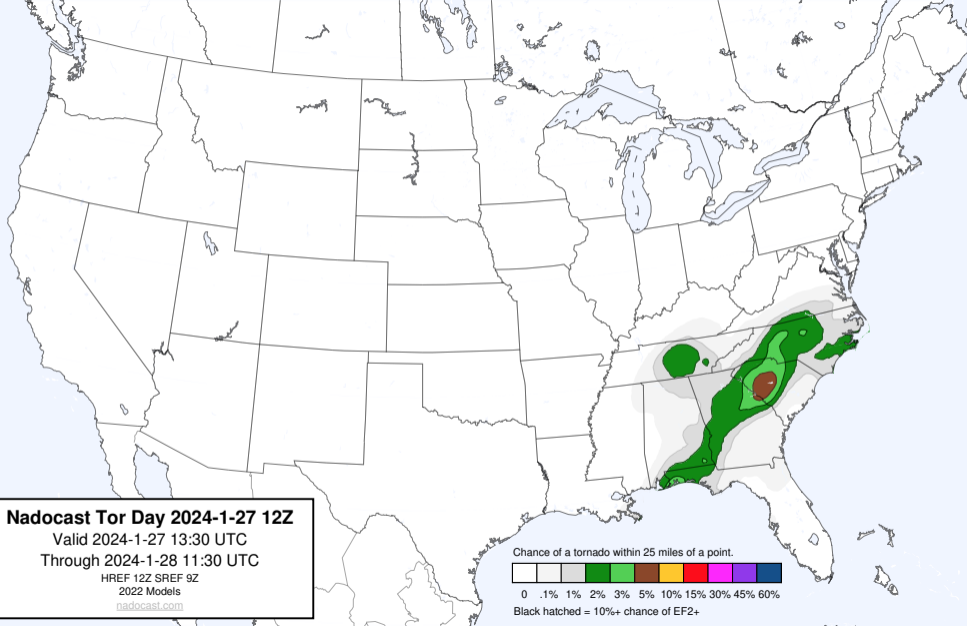 Nadocast Tor Day 2024-1-27 12Z
Valid 2024-1-27 13:30 UTC
Through 2024-1-28 11:30 UTC
HREF 12Z SREF 9Z
2022 Models
nadocast.com
Chance of a tornado within 25 miles of a point.
0 .1% 1% 2% 3% 5% 10% 15% 30% 45% 60%
Black hatched = 10%+ chance of EF2+